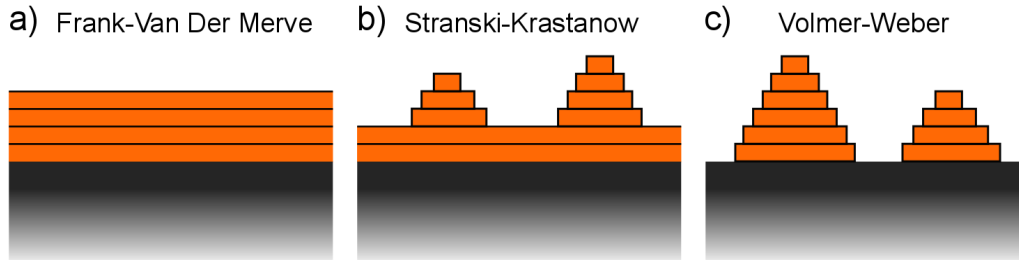 a) Frank-Van Der Merve
b) Stranski-Krastanow
c) Volmer-Weber